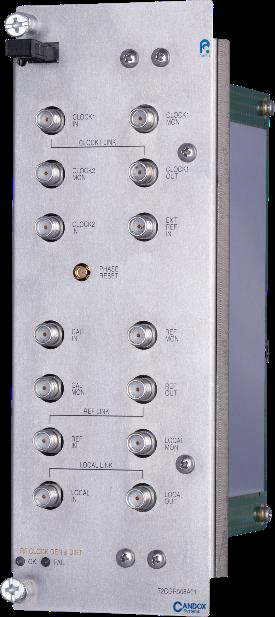 CLOCK1
IN
CLOCK1
MON
CLOCK1 LINK
CLOCK2
MON
CLOCK1
OUT
CLOCK2
IN
EXT
REF
IN
PHASE
RESET
CAL
IN
REF
MON
CAL
MON
REF
OUT
REF LINK
REF
IN
LOCAL
MON
LOCAL LINK
LOCAL
IN
LOCAL
OUT
OK
FAIL
CANDOX
Systems